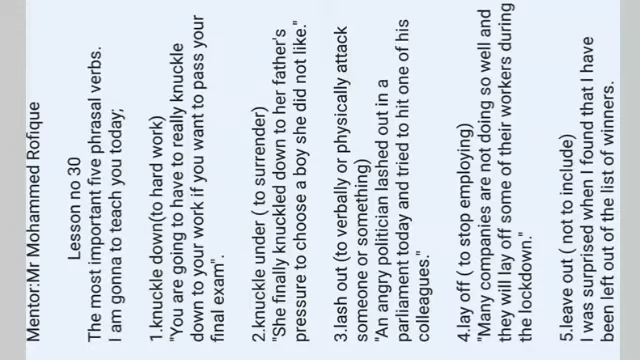 Mentor:Mr Mohammed Rofique
Lesson no 30
The most important five phrasal verbs.
I am gonna to teach you today;
1.knuckle down(to hard work)
"You are going to have to really knuckle
down to your work if you want to pass your
final exam".
2.knuckle under ( to surrender)
"She finally knuckled down to her father's
pressure to choose a boy she did not like."
3.lash out (to verbally or physically attack
someone or something)
"An angry politician lashed out in a
parliament today and tried to hit one of his
colleagues."
4.lay off ( to stop employing)
"Many companies are not doing so well and
they will lay off some of their workers during
the lockdown."
5.leave out ( not to include)
I was surprised when I found that I have
been left out of the list of winners.